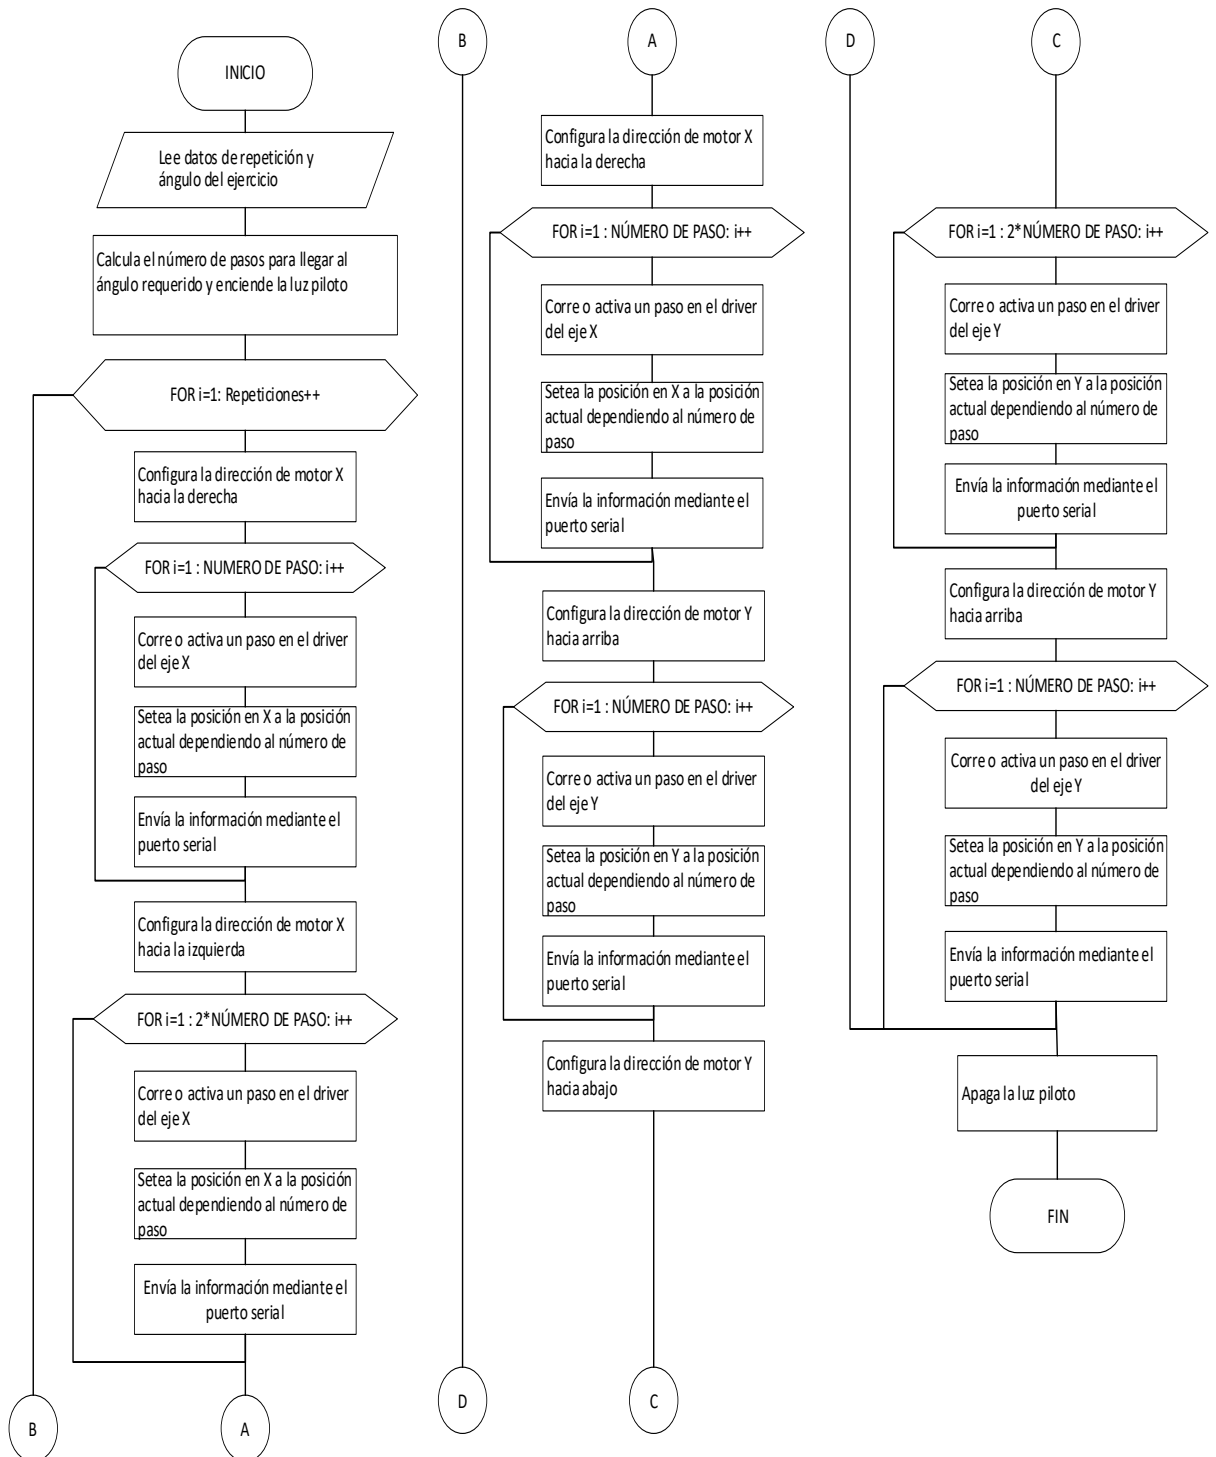 INICIO
Lee datos de repetición y
ángulo del ejercicio
Calcula el número de pasos para llegar al
ángulo requerido y enciende la luz piloto
FOR i=1: Repeticiones++
Configura la dirección de motor X
hacia la derecha
FOR i=1 : NUMERO DE PASO: i++
Corre o activa un paso en el driver
del eje X
Setea la posición en X a la posición
actual dependiendo al número de
paso
Envía la información mediante el
puerto serial
Configura la dirección de motor X
hacia la izquierda
FOR i=1 : 2*NÚMERO DE PASO: i++
Corre o activa un paso en el driver
del eje X
Setea la posición en X a la posición
actual dependiendo al número de
paso
Envía la información mediante el
puerto serial
B
A
B
A
Configura la dirección de motor X
hacia la derecha
FOR i=1 : NÚMERO DE PASO: i++
Corre o activa un paso en el driver
del eje X
Setea la posición en X a la posición
actual dependiendo al número de
paso
Envía la información mediante el
puerto serial
Configura la dirección de motor Y
hacia arriba
FOR i=1 : NÚMERO DE PASO: i++
Corre o activa un paso en el driver
del eje Y
Setea la posición en Y a la posición
actual dependiendo al número de
paso
Envía la información mediante el
puerto serial
Configura la dirección de motor Y
hacia abajo
D
C
D
C
FOR i=1 : 2*NÚMERO DE PASO: i++
Corre o activa un paso en el driver
del eje Y
Setea la posición en Y a la posición
actual dependiendo al número de
paso
Envía la información mediante el
puerto serial
Configura la dirección de motor Y
hacia arriba
FOR i=1 : NÚMERO DE PASO: i++
Corre o activa un paso en el driver
del eje Y
Setea la posición en Y a la posición
actual dependiendo al número de
paso
Envía la información mediante el
puerto serial
Apaga la luz piloto
FIN